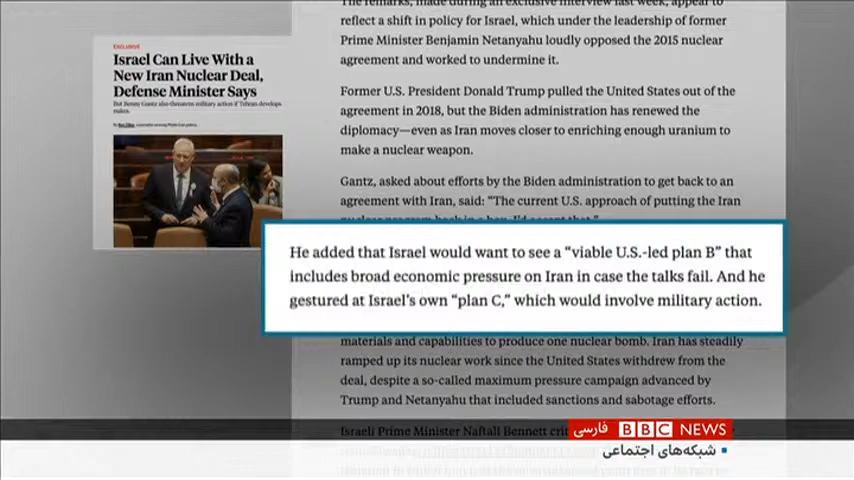 EXCLUSIVE
Israel Can Live With a
New Iran Nuclear Deal,
Defense Minister Says
But Benny Gantz also threatens military action if Tehran develops
nukes.
The remarks, made during an exclusive interview last week, appear to
reflect a shift in policy for Israel, which under the leadership of former
Prime Minister Benjamin Netanyahu loudly opposed the 2015 nuclear
agreement and worked to undermine it.
Former U.S. President Donald Trump pulled the United States out of the
agreement in 2018, but the Biden administration has renewed the
diplomacy—even as Iran moves closer to enriching enough uranium to
make a nuclear weapon.
Gantz, asked about efforts by the Biden administration to get back to an
agreement with Iran, said: “The current U.S. approach of putting the Iran
nuclear program back in a box, I'd accept that.”
He added that Israel would want to see a “viable U.S.-led plan B” that
includes broad economic pressure on Iran in case the talks fail. And he
gestured at Israel's own “plan C,” which would involve military action.
materials and capabilities to produce one nuclear bomb. Iran has steadily
ramped up its nuclear work since the United States withdrew from the
deal, despite a so-called maximum pressure campaign advanced by
Trump and Netanyahu that included sanctions and sabotage efforts.
Israeli Prime Minister Naftali Bennett
BBC NEWS فارسی
شبکه‌های اجتماعی